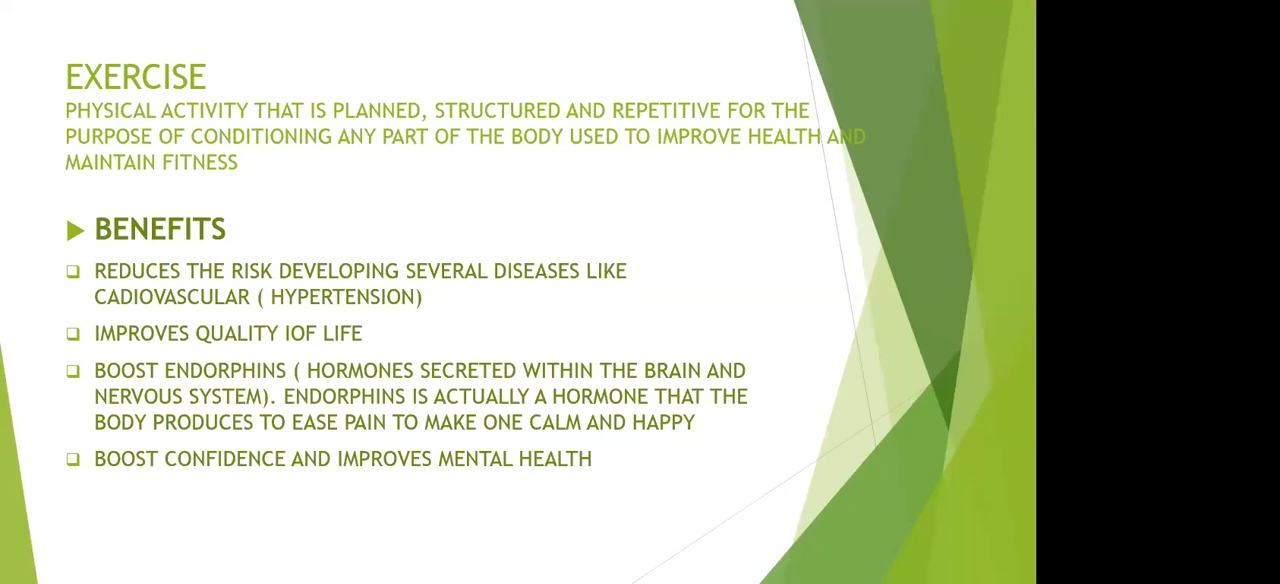 EXERCISE
PHYSICAL ACTIVITY THAT IS PLANNED, STRUCTURED AND REPETITIVE FOR THE
PURPOSE OF CONDITIONING ANY PART OF THE BODY USED TO IMPROVE HEALTH AND
MAINTAIN FITNESS
BENEFITS
REDUCES THE RISK DEVELOPING SEVERAL DISEASES LIKE
CADIOVASCULAR ( HYPERTENSION)
IMPROVES QUALITY IOF LIFE
BOOST ENDORPHINS ( HORMONES SECRETED WITHIN THE BRAIN AND
NERVOUS SYSTEM). ENDORPHINS IS ACTUALLY A HORMONE THAT THE
BODY PRODUCES TO EASE PAIN TO MAKE ONE CALM AND HAPPY
BOOST CONFIDENCE AND IMPROVES MENTAL HEALTH